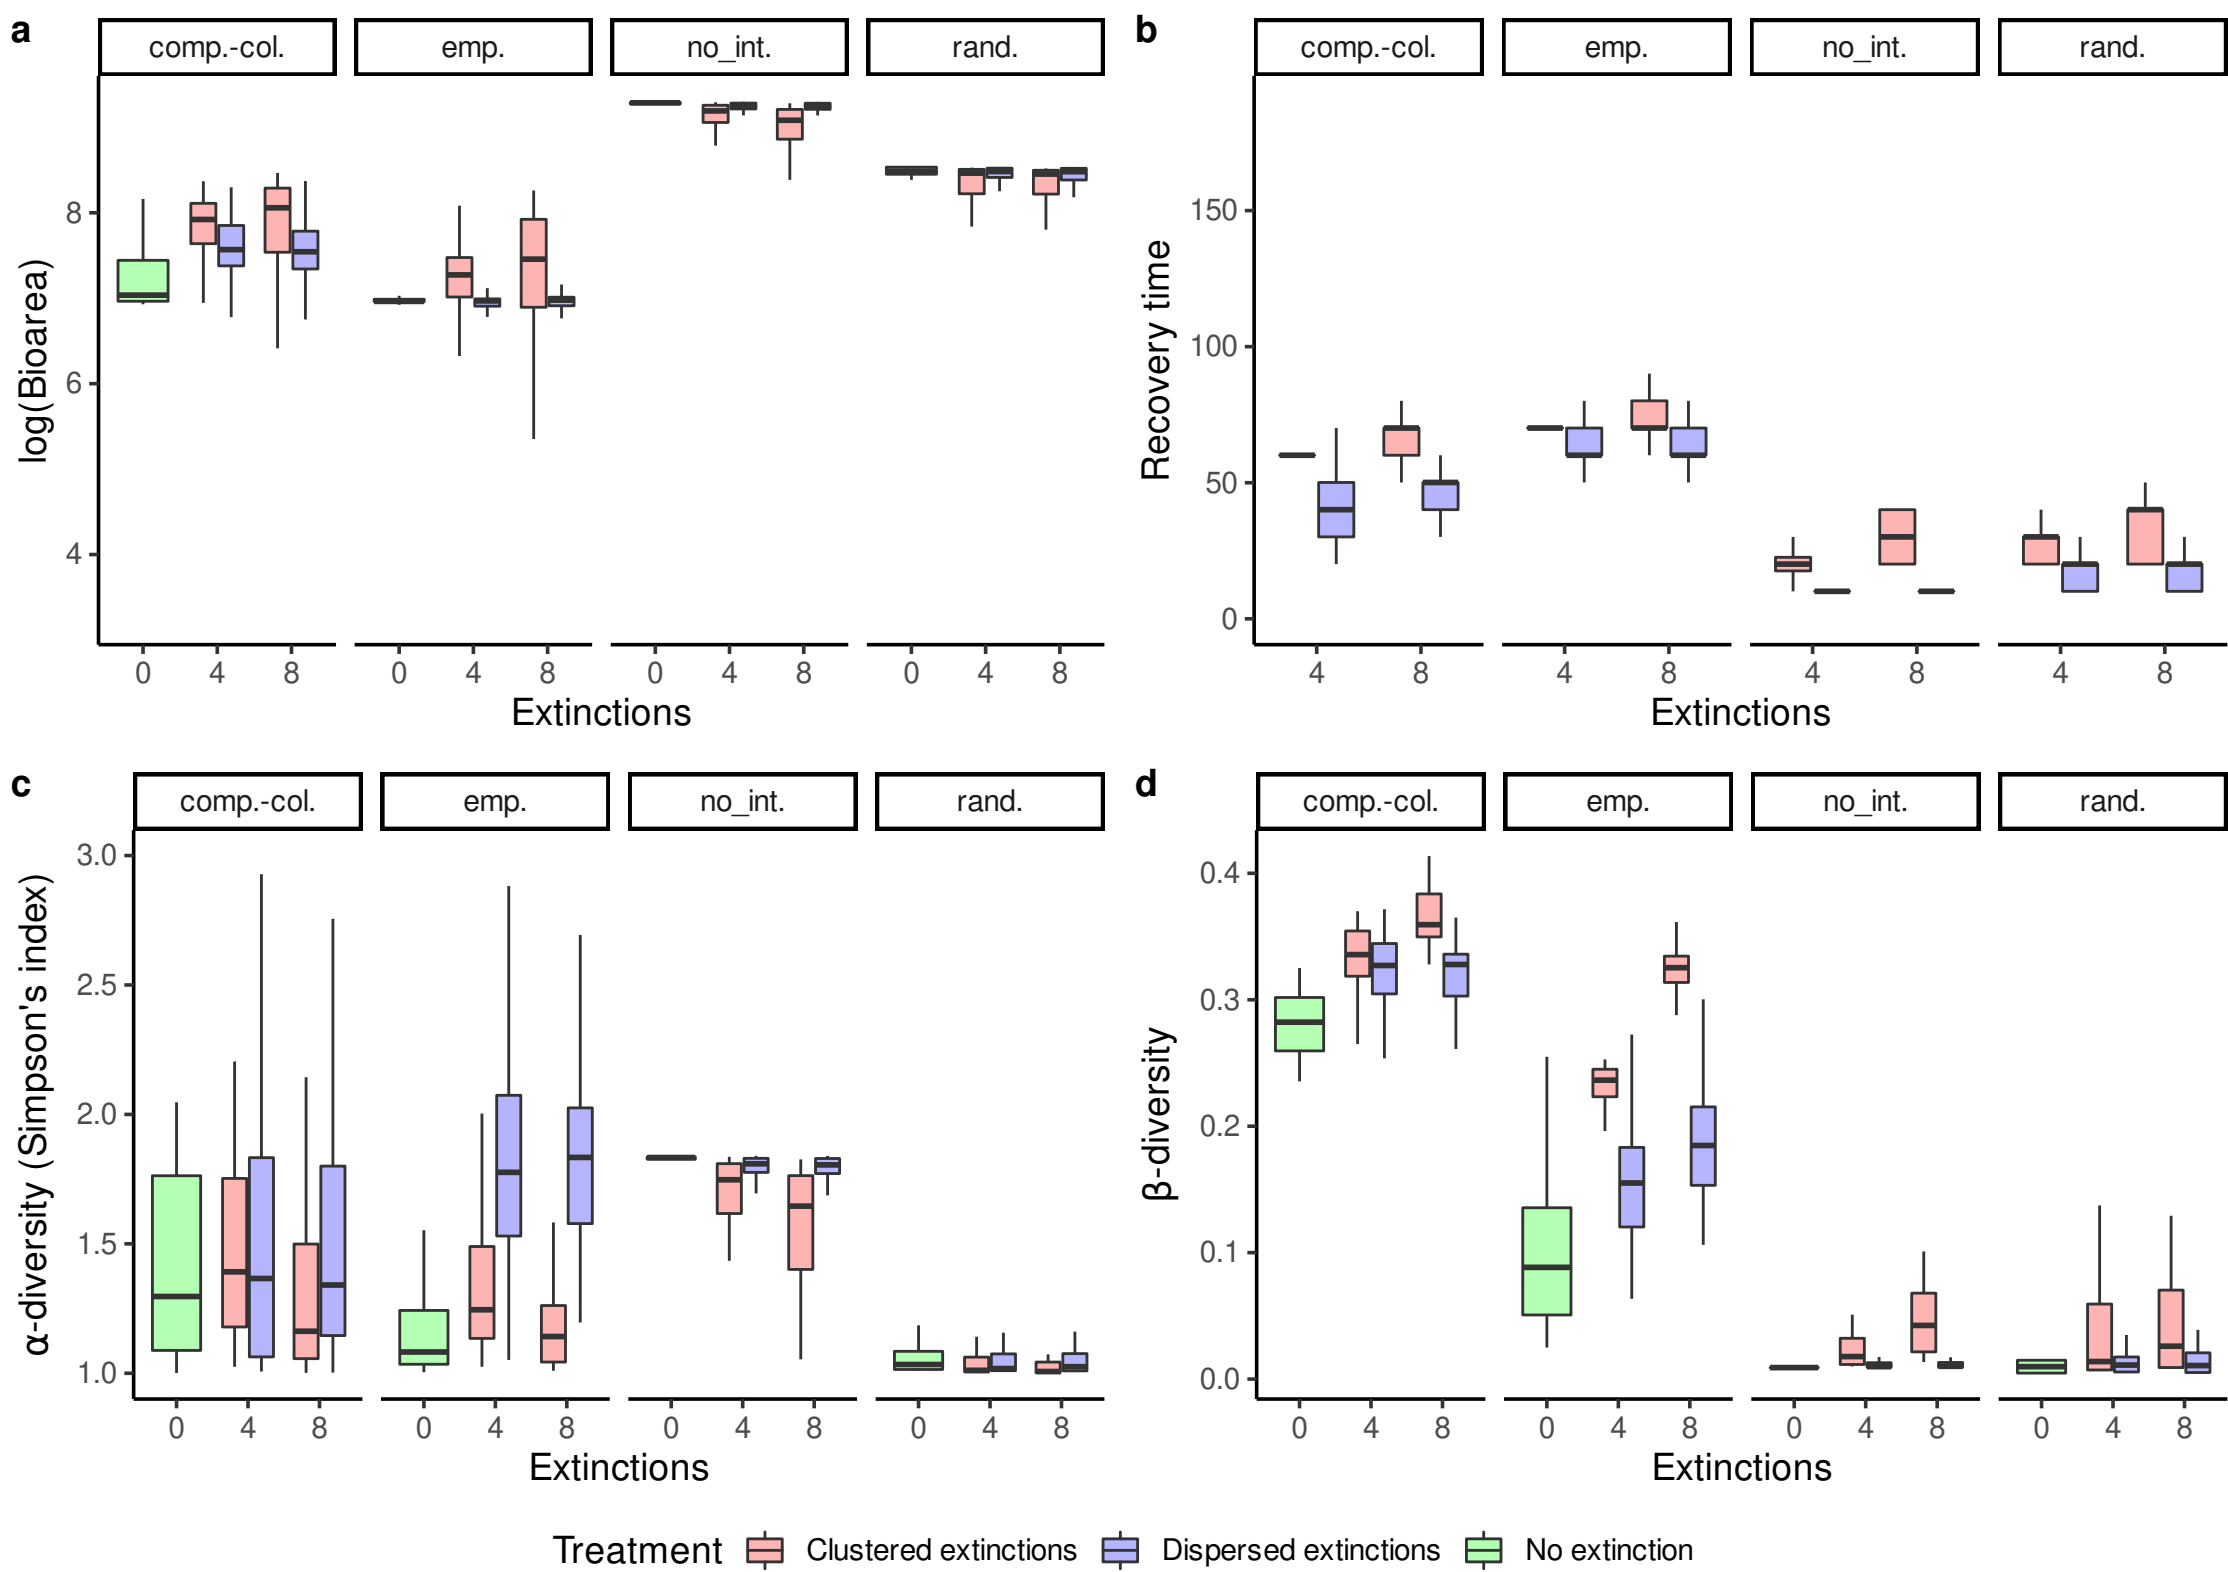 a
comp.-col. emp. no_int. rand.
log(Bioarea)
8
6
4
0 4 8 0 4 8 0 4 8 0 4 8
Extinctions
b
comp.-col. emp. no_int. rand.
Recovery time
150
100
50
0
4 8 4 8 4 8 4 8
Extinctions
c
comp.-col. emp. no_int. rand.
α-diversity (Simpson's index)
3.0
2.5
2.0
1.5
1.0
0 4 8 0 4 8 0 4 8 0 4 8
Extinctions
d
comp.-col. emp. no_int. rand.
β-diversity
0.4
0.3
0.2
0.1
0.0
0 4 8 0 4 8 0 4 8 0 4 8
Extinctions
Treatment Clustered extinctions Dispersed extinctions No extinction